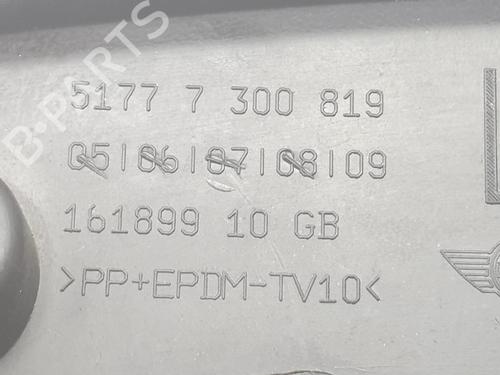 B-PARTS
5177 7 300 819
05|06|07|08|09
161899 10 GB
>PP+EPDM-TV10<